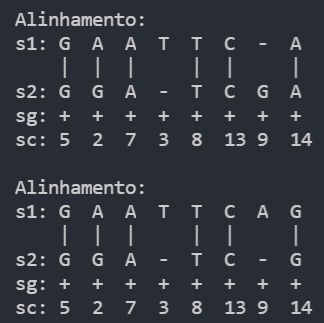 Alinhamento:
s1: G A A T T C - A
    | | |   | |   |
s2: G G A - T C G A
sg: + + + + + + + +
sc: 5 2 7 3 8 13 9 14
Alinhamento:
s1: G A A T T C A G
    | | |   | |   |
s2: G G A - T C - G
sg: + + + + + + + +
sc: 5 2 7 3 8 13 9 14